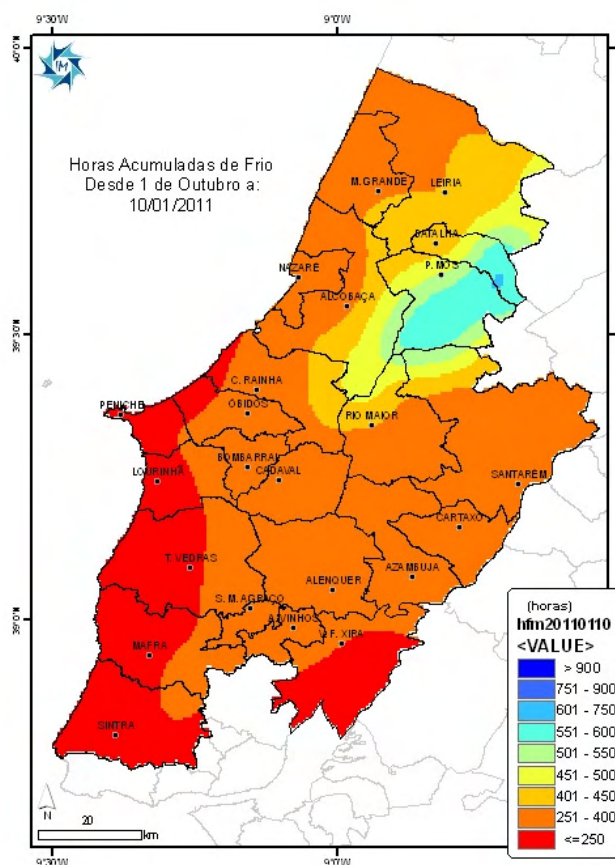 9°30'W
9°0'W
40°0'N
IM
Horas Acumuladas de Frio
Desde 1 de Outubro a:
10/01/2011
M.GRANDE
LEIRIA
BATALHA
P. MÓS
NAZARÉ
ALCOBAÇA
39°30'N
39°30'N
C. RAINHA
PENICHE
ÓBIDOS
RIO MAIOR
BOMBARRAL
LOURINHÃ
CADAVAL
SANTARÉM
CARTAXO
T. VEDRAS
AZAMBUJA
ALENQUER
S. M. AGRAÇO
A.VINHOS
39°0'N
V. F. XIRA
MAFRA
SINTRA
(horas)
hfm20110110
<VALUE>
> 900
751 - 900
601 - 750
551 - 600
501 - 550
451 - 500
401 - 450
251 - 400
<=250
N
20
km
9°30'W
9°0'W